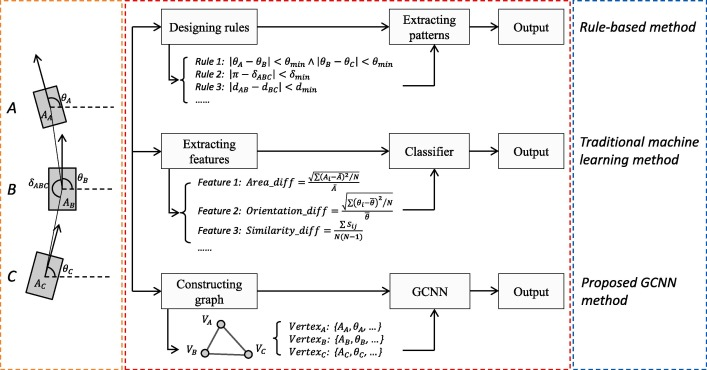 A
A_A
θ_A
B
δ_ABC
θ_B
A_B
C
θ_C
A_C
Designing rules
Extracting patterns
Output
Rule-based method
Rule 1: |θ_A − θ_B| < θ_min ∧ |θ_B − θ_C| < θ_min
Rule 2: |π − δ_ABC| < δ_min
Rule 3: |d_AB − d_BC| < d_min
......
Extracting features
Classifier
Output
Traditional machine learning method
Feature 1: Area_diff = √(∑(A_i−Ā)²/N) / Ā
Feature 2: Orientation_diff = √(∑(θ_i−θ̄)²/N) / θ̄
Feature 3: Similarity_diff = ∑ S_ij / N(N−1)
......
Constructing graph
GCNN
Output
Proposed GCNN method
V_A
V_B
V_C
Vertex_A: {A_A, θ_A, …}
Vertex_B: {A_B, θ_B, …}
Vertex_C: {A_C, θ_C, …}